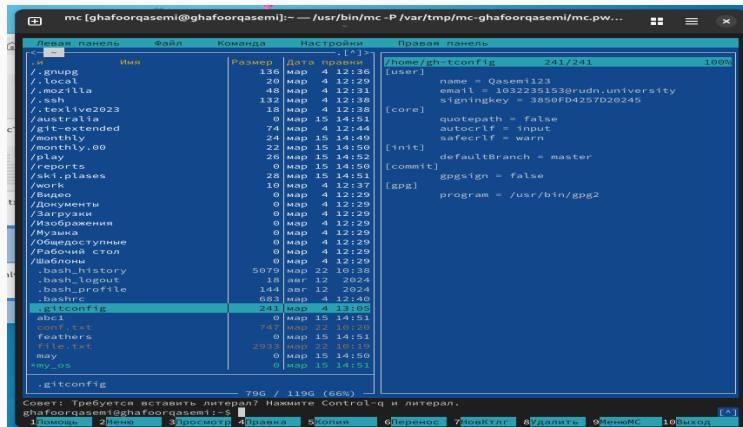 mc [ghafoorqasemi@ghafoorqasemi]:~ — /usr/bin/mc -P /var/tmp/mc-ghafoorqasemi/mc.pw...
Левая панель Файл Команда Настройки Правая панель
<─ ~ .[^]>
.и Имя Размер Дата правки
/.gnupg 136 мар 4 12:36
/.local 20 мар 4 12:29
/.mozilla 48 мар 4 12:31
/.ssh 132 мар 4 12:38
/.texlive2023 18 мар 4 12:38
/australia 0 мар 15 14:51
/git-extended 74 мар 4 12:44
/monthly 24 мар 15 14:49
/monthly.00 22 мар 15 14:50
/play 26 мар 15 14:52
/reports 0 мар 15 14:50
/ski.plases 28 мар 15 14:51
/work 10 мар 4 12:37
/Видео 0 мар 4 12:29
/Документы 0 мар 4 12:29
/Загрузки 0 мар 4 12:29
/Изображения 0 мар 4 12:29
/Музыка 0 мар 4 12:29
/Общедоступные 0 мар 4 12:29
/Рабочий стол 0 мар 4 12:29
/Шаблоны 0 мар 4 12:29
.bash_history 5079 мар 22 10:38
.bash_logout 18 авг 12 2024
.bash_profile 144 авг 12 2024
.bashrc 683 мар 4 12:40
.gitconfig 241 мар 4 13:05
abc1 0 мар 15 14:51
conf.txt 747 мар 22 10:20
feathers 0 мар 15 14:51
file.txt 2933 мар 22 10:19
may 0 мар 15 14:50
*my_os 0 мар 15 14:51
.gitconfig
79G / 119G (66%)
/home/gh~tconfig 241/241 100%
[user]
name = Qasemi123
email = 1032235153@rudn.university
signingkey = 3850FD4257D20245
[core]
quotepath = false
autocrlf = input
safecrlf = warn
[init]
defaultBranch = master
[commit]
gpgsign = false
[gpg]
program = /usr/bin/gpg2
Совет: Требуется вставить литерал? Нажмите Control-q и литерал.
ghafoorqasemi@ghafoorqasemi:~$ [^]
1Помощь 2Меню 3Просмотр 4Правка 5Копия 6Перенос 7НовКтлг 8Удалить 9МенюMC 10Выход